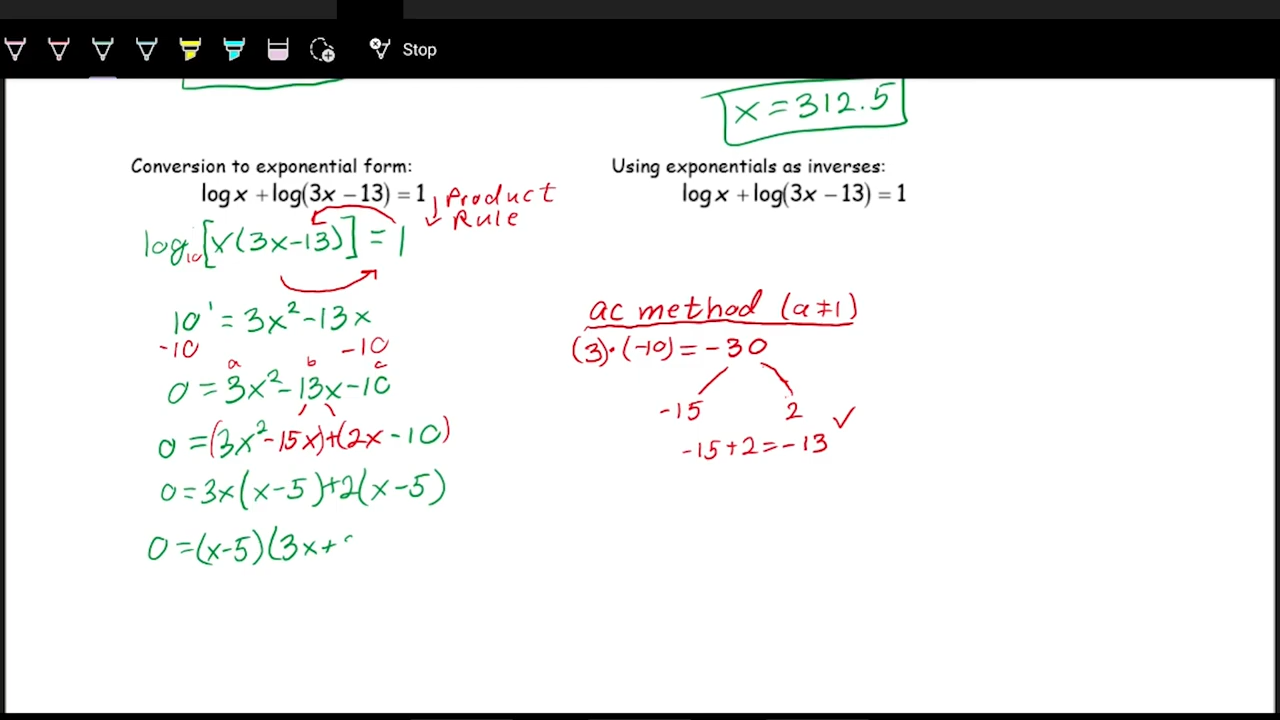 Stop
x = 312.5
Conversion to exponential form:
log x + log(3x − 13) = 1
↓ Product Rule
log₁₀[x(3x−13)] = 1
10¹ = 3x² −13x
-10 -10
a b c
0 = 3x² − 13x −10
0 = (3x² − 15x) + (2x − 10)
0 = 3x(x − 5) + 2(x − 5)
0 = (x−5)(3x+
Using exponentials as inverses:
log x + log(3x − 13) = 1
ac method (a ≠ 1)
(3)·(-10) = -30
-15 2 ✓
-15 + 2 = -13